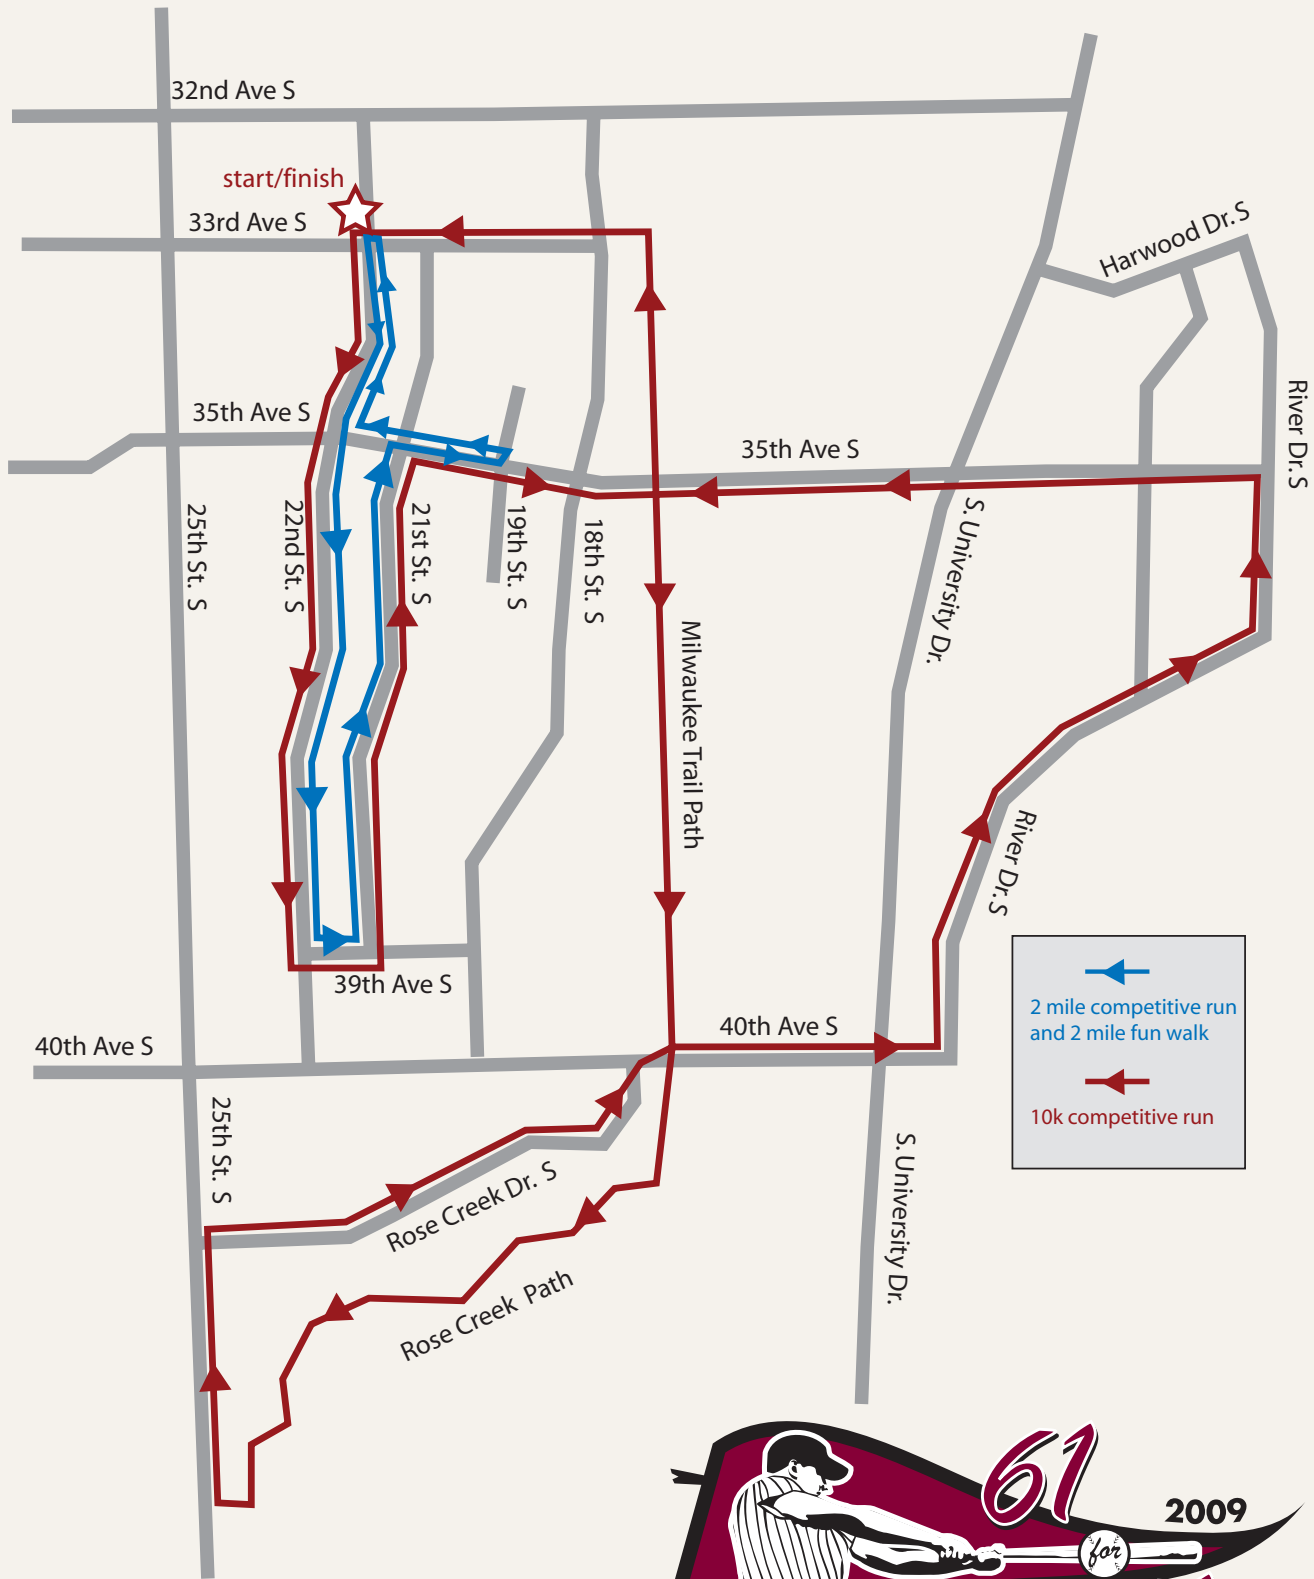 32nd Ave S
start/finish
33rd Ave S
Harwood Dr. S
River Dr. S
35th Ave S
35th Ave S
25th St. S
22nd St. S
21st St. S
19th St. S
18th St. S
S. University Dr.
Milwaukee Trail Path
River Dr. S
39th Ave S
40th Ave S
40th Ave S
2 mile competitive run
and 2 mile fun walk
10k competitive run
25th St. S
Rose Creek Dr. S
S. University Dr.
Rose Creek Path
61
2009
for